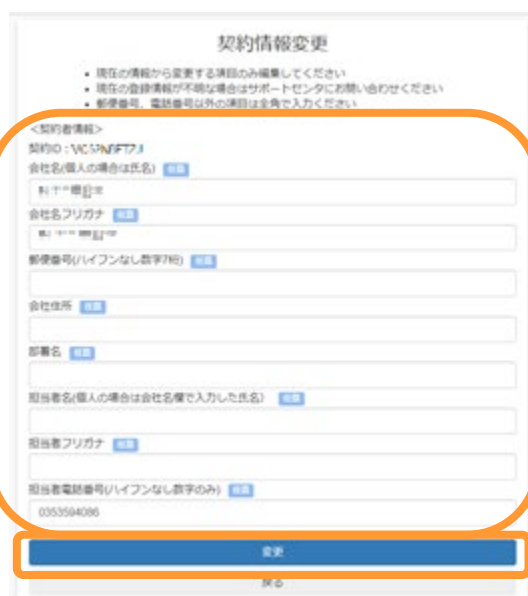 契約情報変更
• 現在の情報から変更する項目のみ編集してください
• 現在の登録情報が不明な場合はサポートセンタにお問い合わせください
• 郵便番号、電話番号以外の項目は全角で入力ください
<契約者情報>
契約ID :
会社名(個人の場合は氏名)
会社名フリガナ
郵便番号(ハイフンなし数字7桁)
会社住所
部署名
担当者名(個人の場合は会社名欄で入力した氏名)
担当者フリガナ
担当者電話番号(ハイフンなし数字のみ)
0353594086
変更
戻る